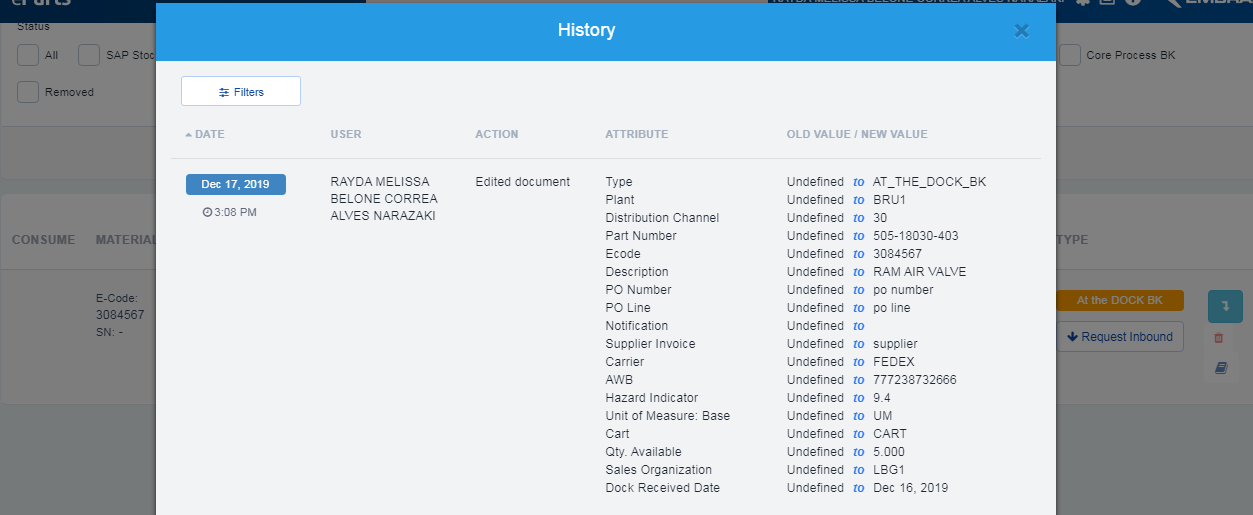 eParts
History
Status
All
SAP Stoc
Core Process BK
Removed
Filters
DATE USER ACTION ATTRIBUTE OLD VALUE / NEW VALUE
Dec 17, 2019
3:08 PM
RAYDA MELISSA
BELONE CORREA
ALVES NARAZAKI
Edited document
Type Undefined to AT_THE_DOCK_BK
Plant Undefined to BRU1
Distribution Channel Undefined to 30
Part Number Undefined to 505-18030-403
Ecode Undefined to 3084567
Description Undefined to RAM AIR VALVE
PO Number Undefined to po number
PO Line Undefined to po line
Notification Undefined to
Supplier Invoice Undefined to supplier
Carrier Undefined to FEDEX
AWB Undefined to 777238732666
Hazard Indicator Undefined to 9.4
Unit of Measure: Base Undefined to UM
Cart Undefined to CART
Qty. Available Undefined to 5.000
Sales Organization Undefined to LBG1
Dock Received Date Undefined to Dec 16, 2019
CONSUME MATERIAL
TYPE
E-Code:
3084567
SN: -
At the DOCK BK
Request Inbound